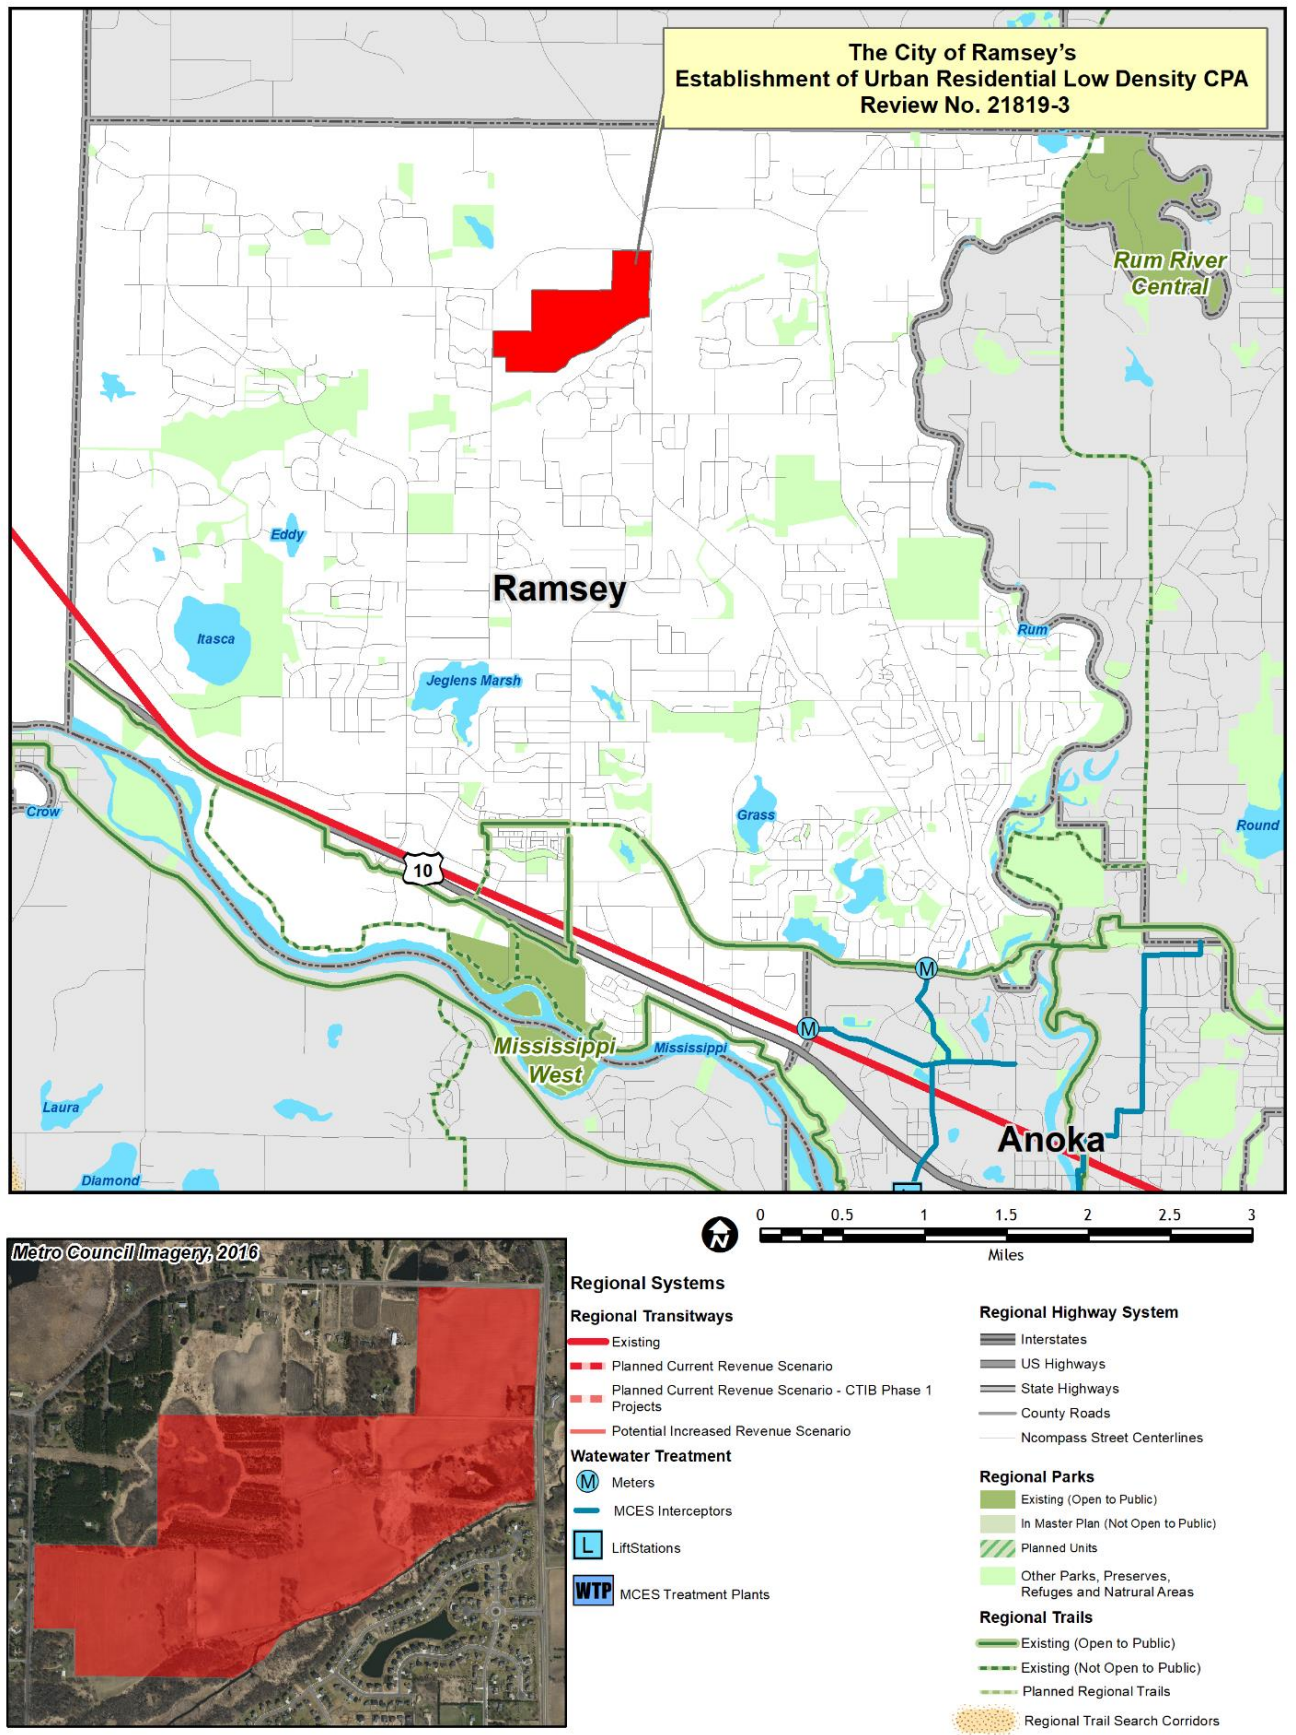 The City of Ramsey's
Establishment of Urban Residential Low Density CPA
Review No. 21819-3
Rum River
Central
Eddy
Ramsey
Itasca
Rum
Jeglens Marsh
Crow
Grass
Round
10
M
M
Mississippi
West
Mississippi
Laura
Anoka
Diamond
L
N
0 0.5 1 1.5 2 2.5 3
Miles
Metro Council Imagery, 2016
Regional Systems
Regional Transitways
Existing
Planned Current Revenue Scenario
Planned Current Revenue Scenario - CTIB Phase 1
Projects
Potential Increased Revenue Scenario
Watewater Treatment
M Meters
MCES Interceptors
L LiftStations
WTP MCES Treatment Plants
Regional Highway System
Interstates
US Highways
State Highways
County Roads
Ncompass Street Centerlines
Regional Parks
Existing (Open to Public)
In Master Plan (Not Open to Public)
Planned Units
Other Parks, Preserves,
Refuges and Natrural Areas
Regional Trails
Existing (Open to Public)
Existing (Not Open to Public)
Planned Regional Trails
Regional Trail Search Corridors